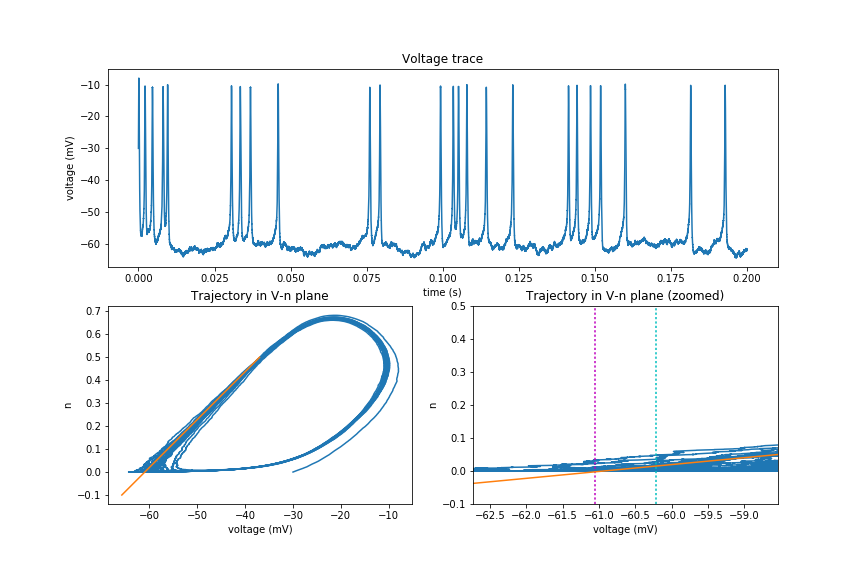 Voltage trace
voltage (mV)
−10
−20
−30
−40
−50
−60
0.000 0.025 0.050 0.075 0.100 0.125 0.150 0.175 0.200
time (s)
Trajectory in V-n plane
n
0.7
0.6
0.5
0.4
0.3
0.2
0.1
0.0
−0.1
−60 −50 −40 −30 −20 −10
voltage (mV)
Trajectory in V-n plane (zoomed)
n
0.5
0.4
0.3
0.2
0.1
0.0
−0.1
−62.5 −62.0 −61.5 −61.0 −60.5 −60.0 −59.5 −59.0
voltage (mV)